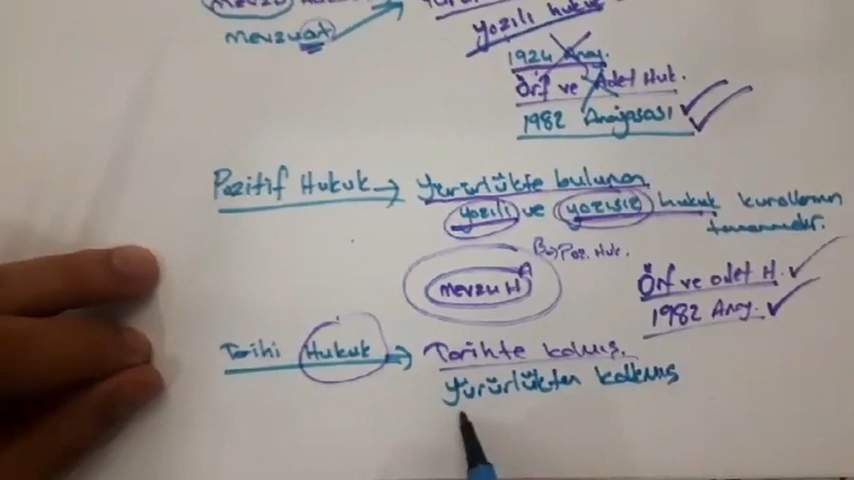 mevzuat
yazılı hukuk
1924 Anay.
Örf ve Adet Huk.
1982 Anayasası
Pozitif Hukuk → Yürürlükte bulunan
yazılı ve yazısız hukuk kurallarının
tamamıdır.
B Poz. Huk.
A
mevzu H
Örf ve adet H.
1982 Anay.
Tarihi Hukuk → Tarihte kalmış.
Yürürlükten kalkmış